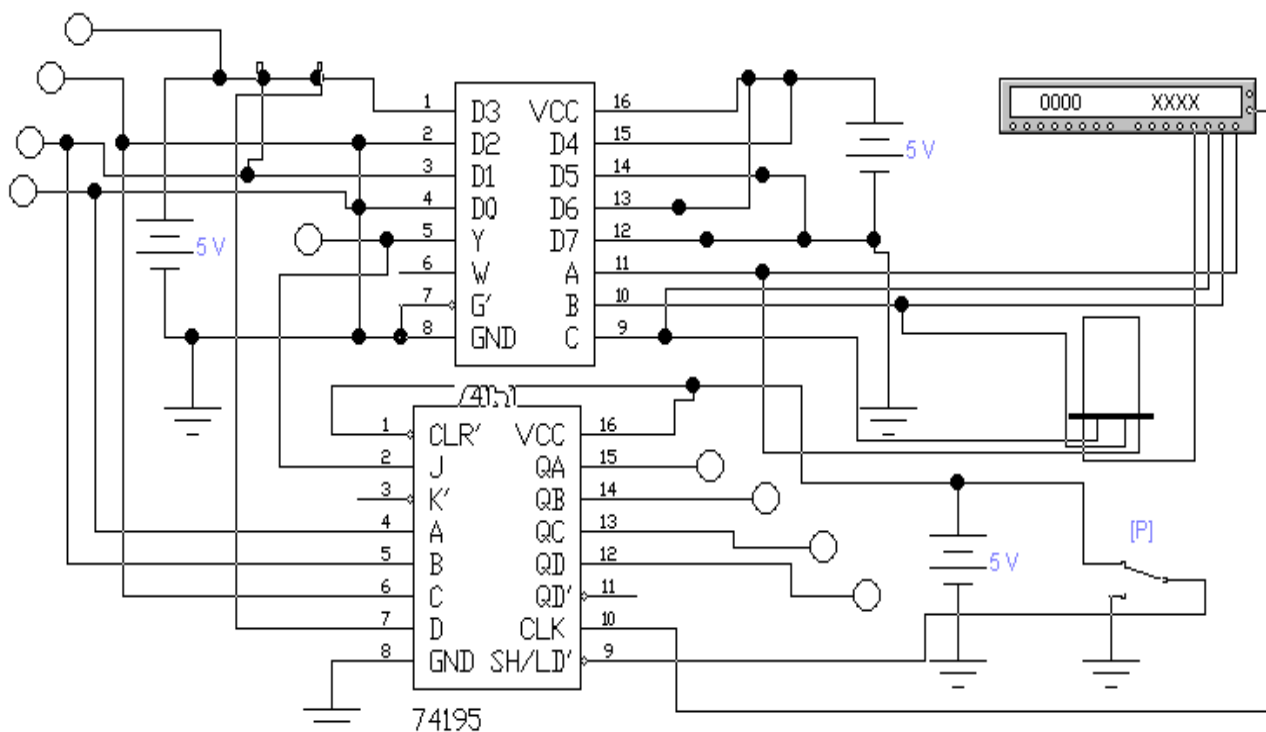 0000 XXXX
1 D3 VCC 16
2 D2 D4 15
3 D1 D5 14
4 D0 D6 13
5 Y D7 12
6 W A 11
7 G' B 10
8 GND C 9
5 V
5 V
1 CLR' VCC 16
2 J QA 15
3 K' QB 14
4 A QC 13
5 B QD 12
6 C QD' 11
7 D CLK 10
8 GND SH/LD' 9
74195
5 V
[P]